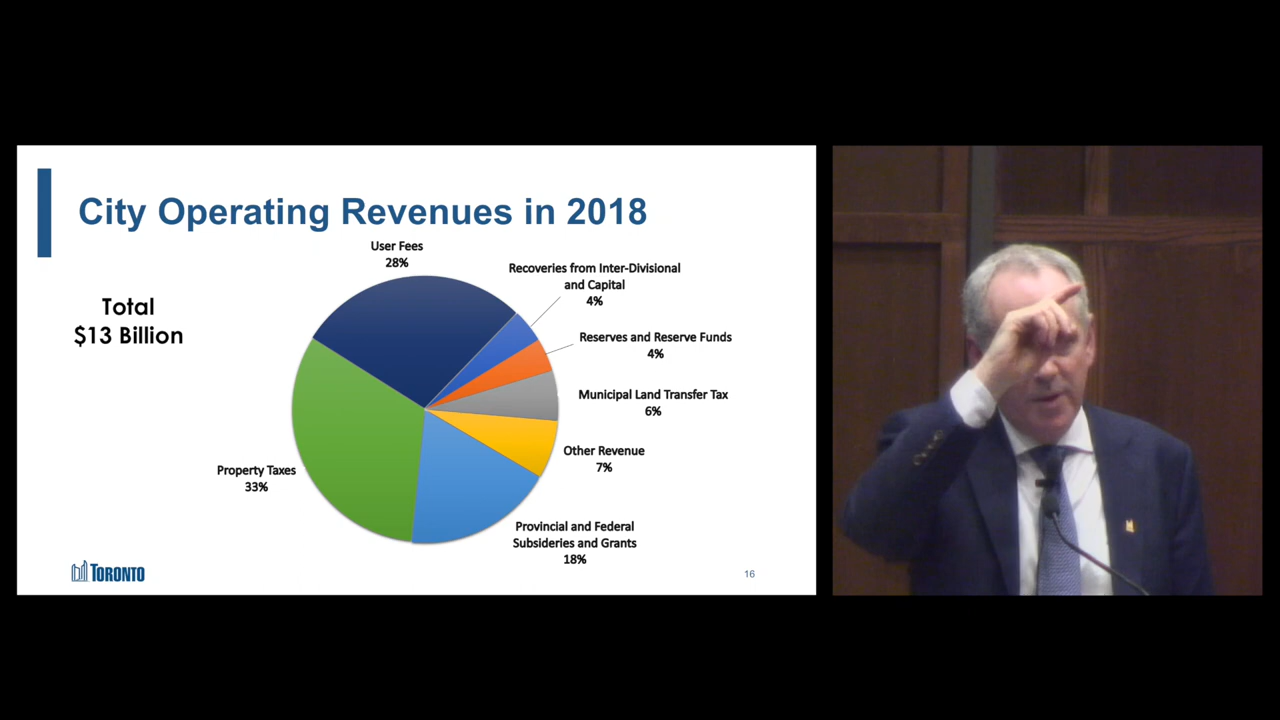 City Operating Revenues in 2018
Total
$13 Billion
User Fees
28%
Recoveries from Inter-Divisional
and Capital
4%
Reserves and Reserve Funds
4%
Municipal Land Transfer Tax
6%
Other Revenue
7%
Provincial and Federal
Subsideries and Grants
18%
Property Taxes
33%
TORONTO
16